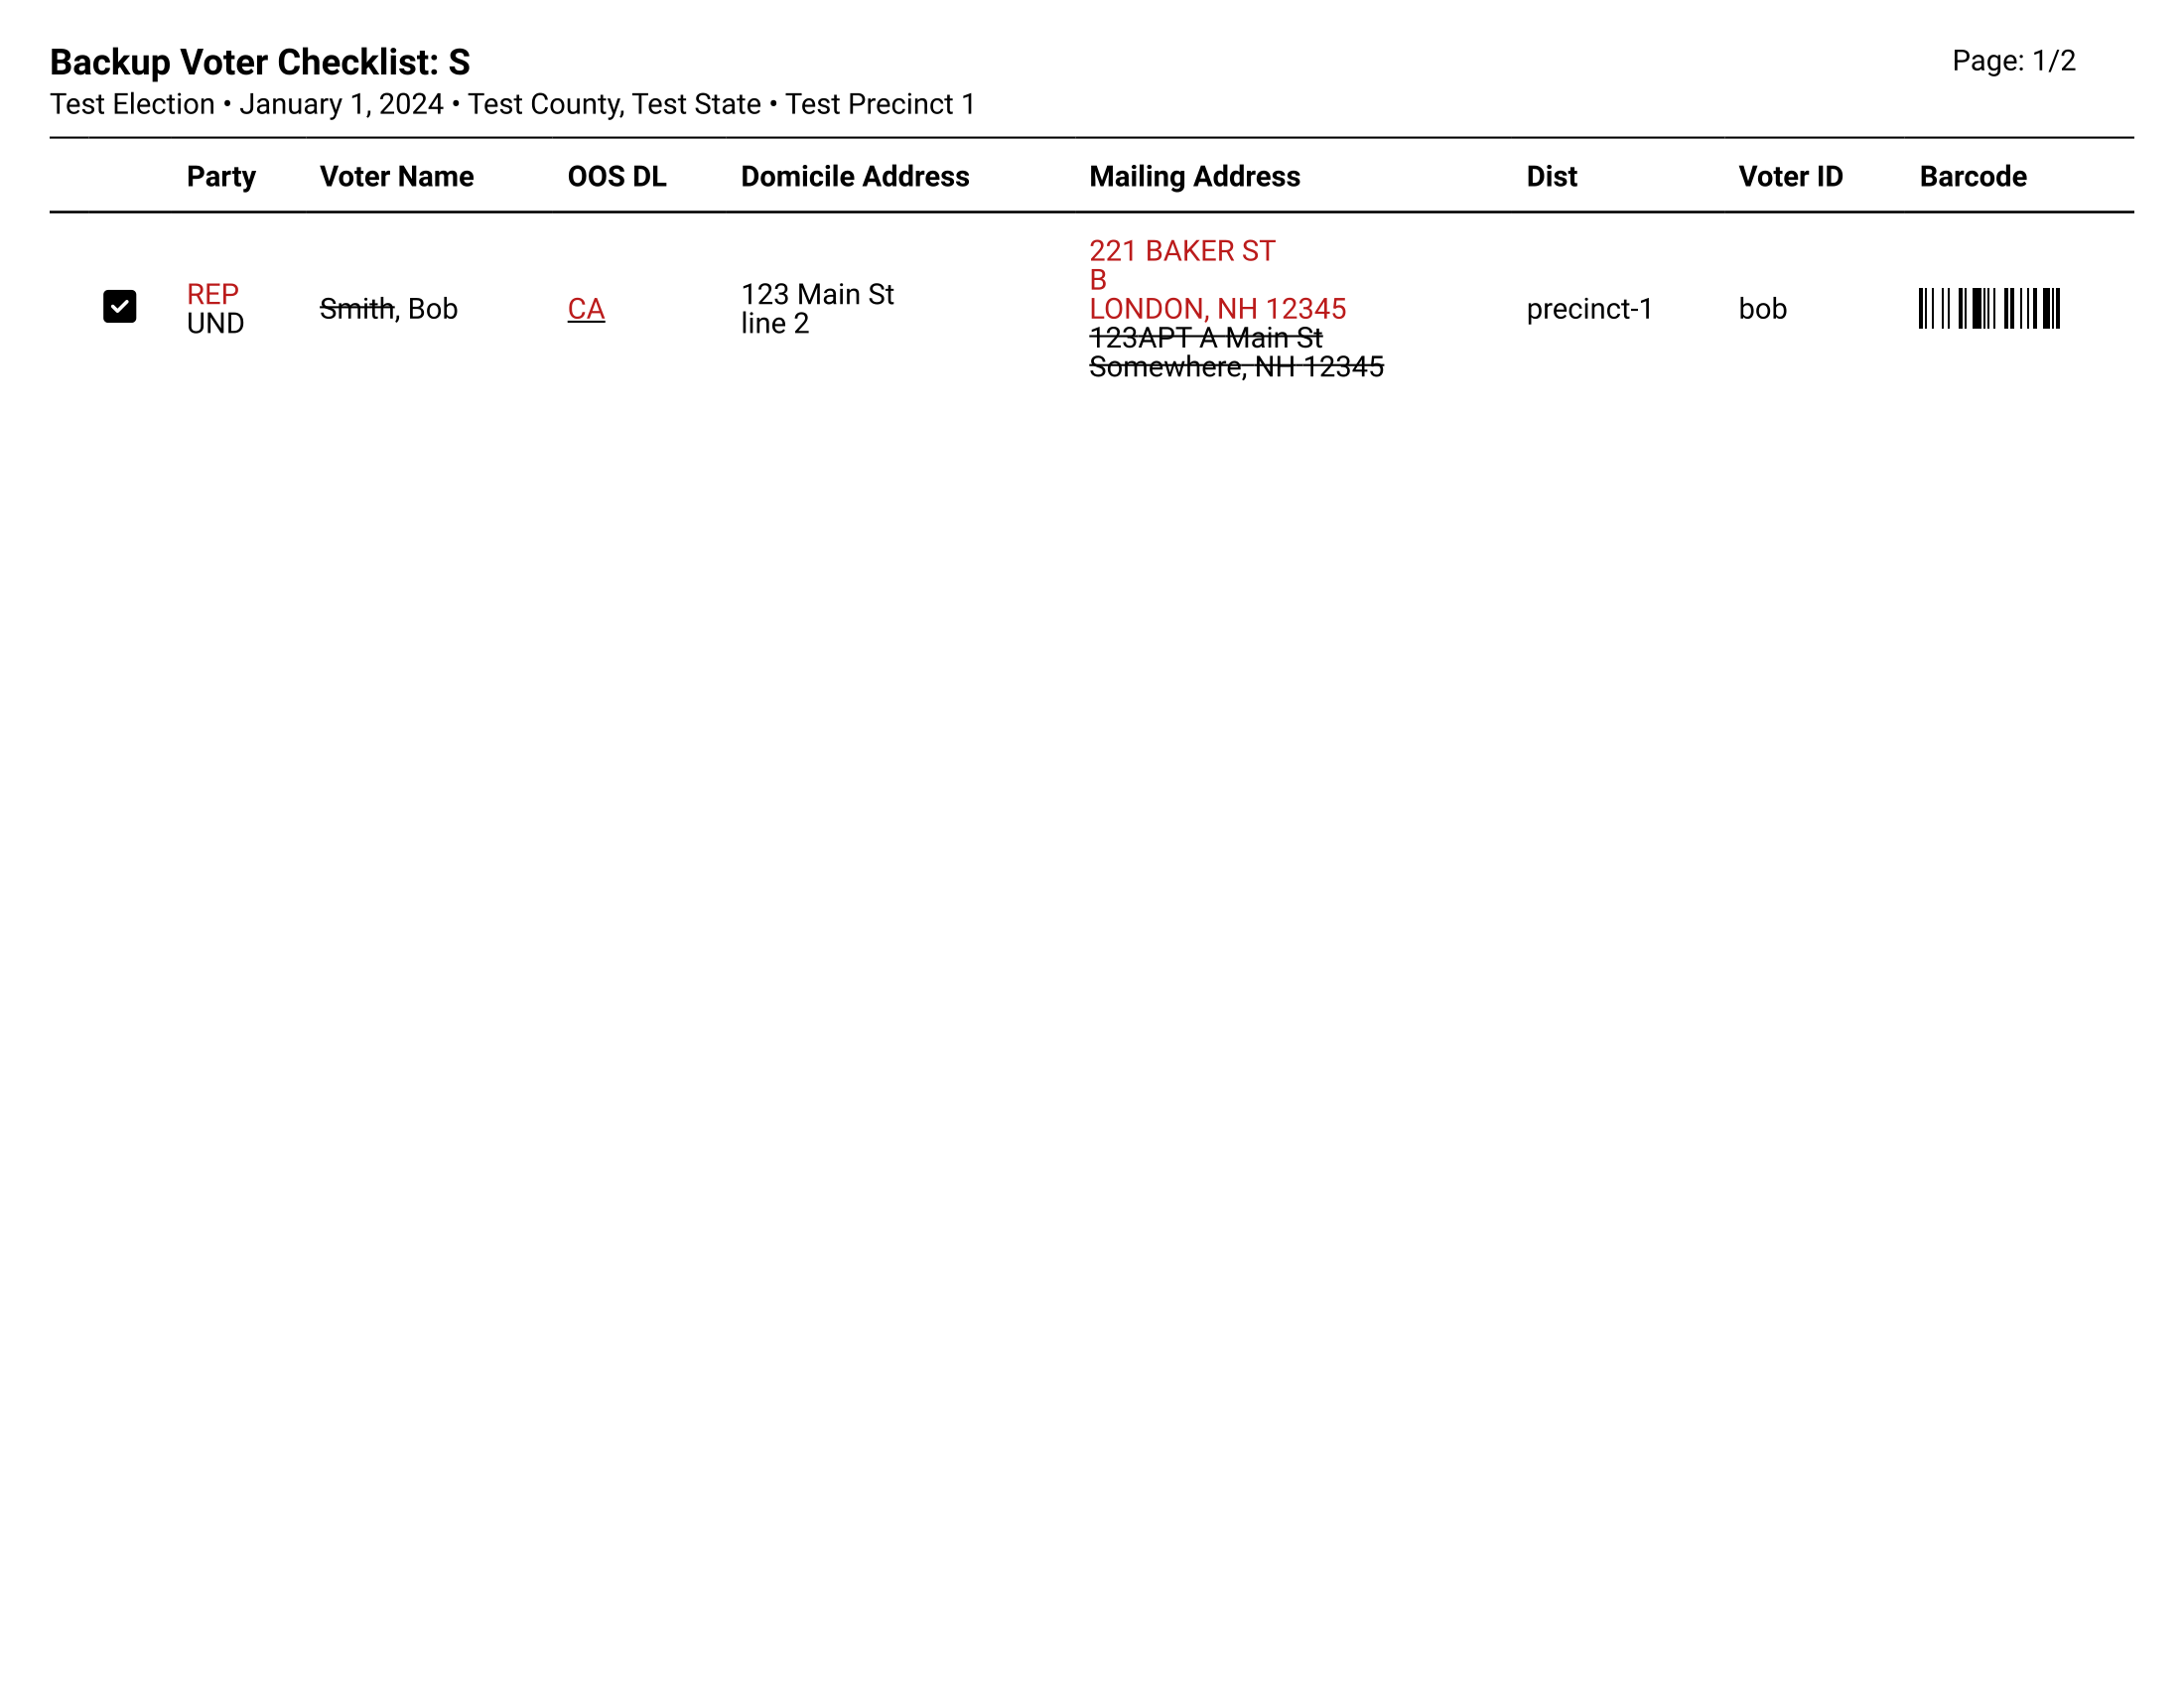 Backup Voter Checklist: S
Page: 1/2
Test Election • January 1, 2024 • Test County, Test State • Test Precinct 1
Party Voter Name OOS DL Domicile Address Mailing Address Dist Voter ID Barcode
REP
UND
Smith, Bob
CA
123 Main St
line 2
221 BAKER ST
B
LONDON, NH 12345
123APT A Main St
Somewhere, NH 12345
precinct-1
bob